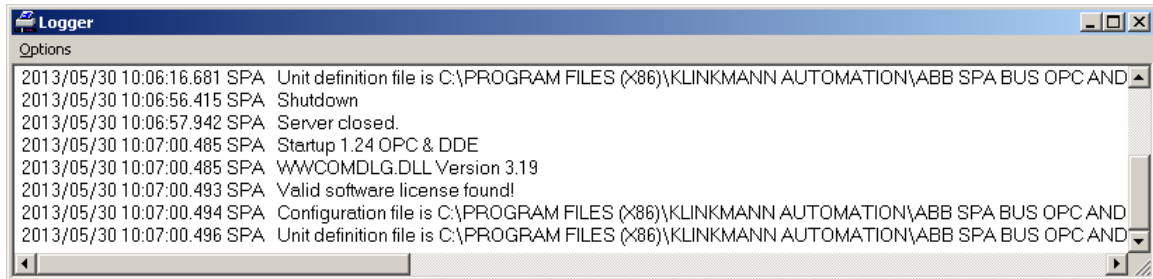 Logger
Options
2013/05/30 10:06:16.681 SPA Unit definition file is C:\PROGRAM FILES (X86)\KLINKMANN AUTOMATION\ABB SPA BUS OPC AND
2013/05/30 10:06:56.415 SPA Shutdown
2013/05/30 10:06:57.942 SPA Server closed.
2013/05/30 10:07:00.485 SPA Startup 1.24 OPC & DDE
2013/05/30 10:07:00.485 SPA WWCOMDLG.DLL Version 3.19
2013/05/30 10:07:00.493 SPA Valid software license found!
2013/05/30 10:07:00.494 SPA Configuration file is C:\PROGRAM FILES (X86)\KLINKMANN AUTOMATION\ABB SPA BUS OPC AND
2013/05/30 10:07:00.496 SPA Unit definition file is C:\PROGRAM FILES (X86)\KLINKMANN AUTOMATION\ABB SPA BUS OPC AND